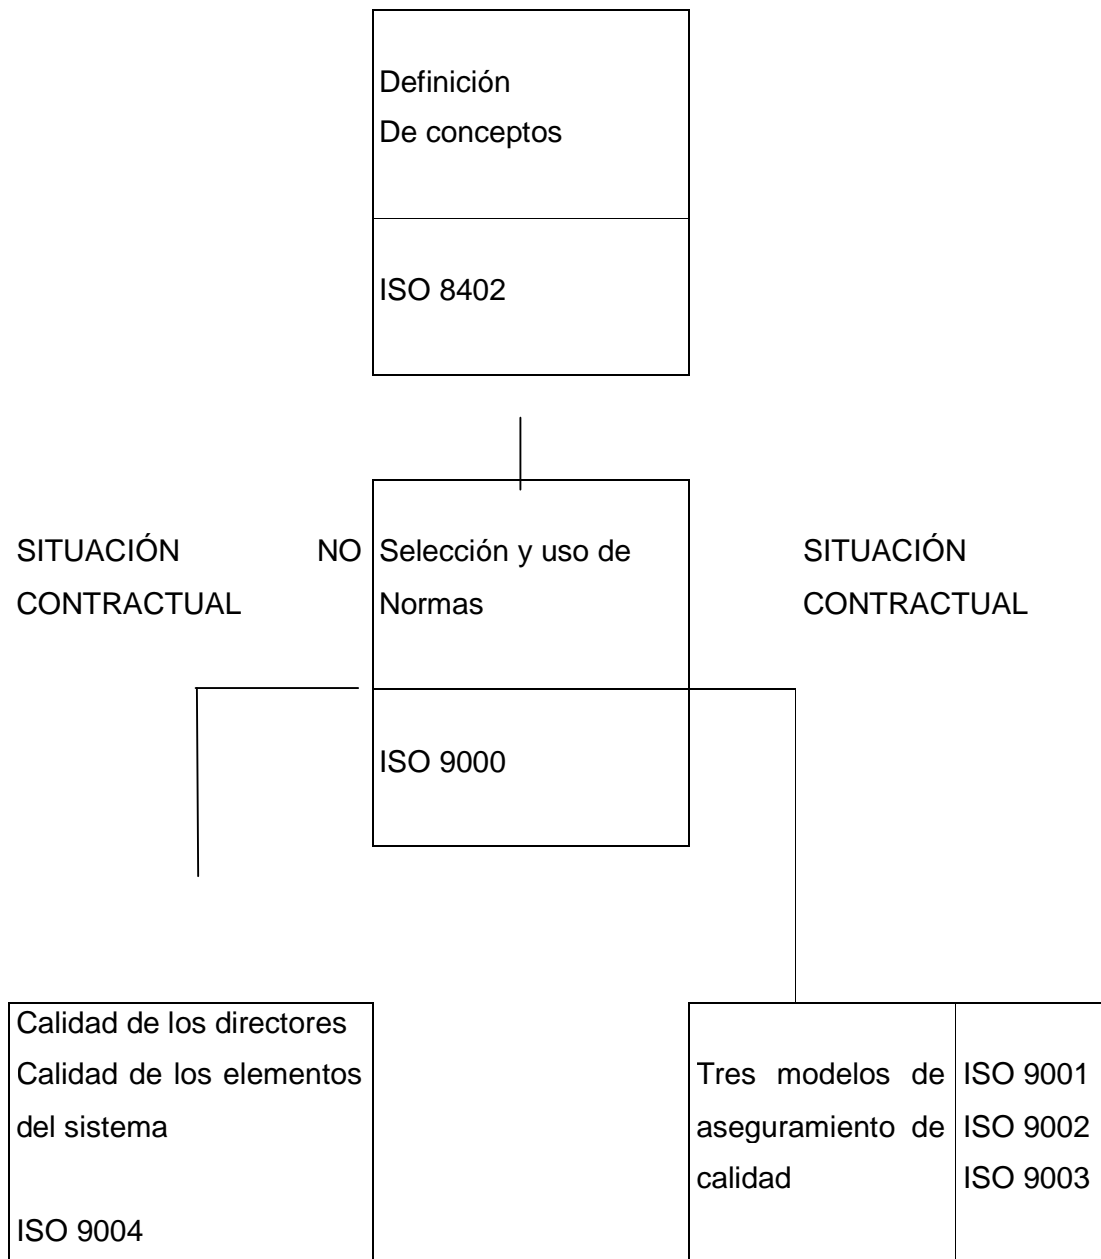 Definición
De conceptos
ISO 8402
SITUACIÓN NO
CONTRACTUAL
Selección y uso de
Normas
SITUACIÓN
CONTRACTUAL
ISO 9000
Calidad de los directores
Calidad de los elementos
del sistema
ISO 9004
Tres modelos de
aseguramiento de
calidad
ISO 9001
ISO 9002
ISO 9003